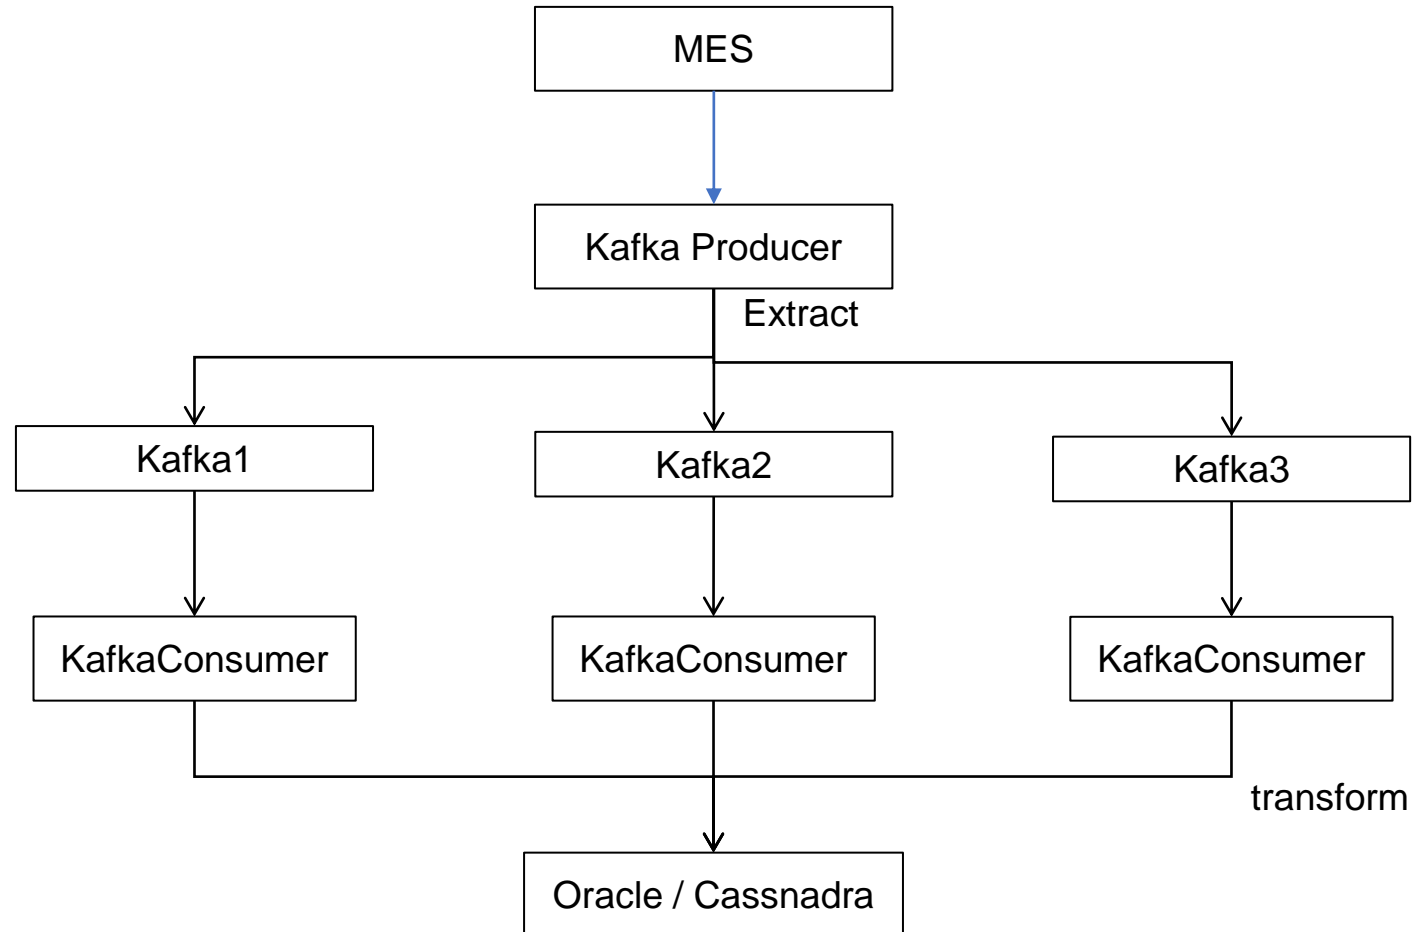 MES
Kafka Producer
Extract
Kafka1
Kafka2
Kafka3
KafkaConsumer
KafkaConsumer
KafkaConsumer
transform
Oracle / Cassnadra